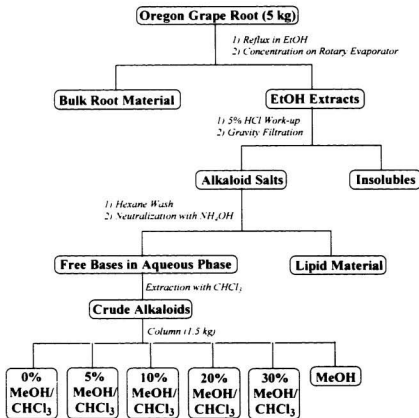 Oregon Grape Root (5 kg)
1) Reflux in EtOH
2) Concentration on Rotary Evaporator
Bulk Root Material
EtOH Extracts
1) 5% HCl Work-up
2) Gravity Filtration
Alkaloid Salts
Insolubles
1) Hexane Wash
2) Neutralization with NH4OH
Free Bases in Aqueous Phase
Lipid Material
Extraction with CHCl3
Crude Alkaloids
Column (1.5 kg)
0%
MeOH/
CHCl3
5%
MeOH/
CHCl3
10%
MeOH/
CHCl3
20%
MeOH/
CHCl3
30%
MeOH/
CHCl3
MeOH